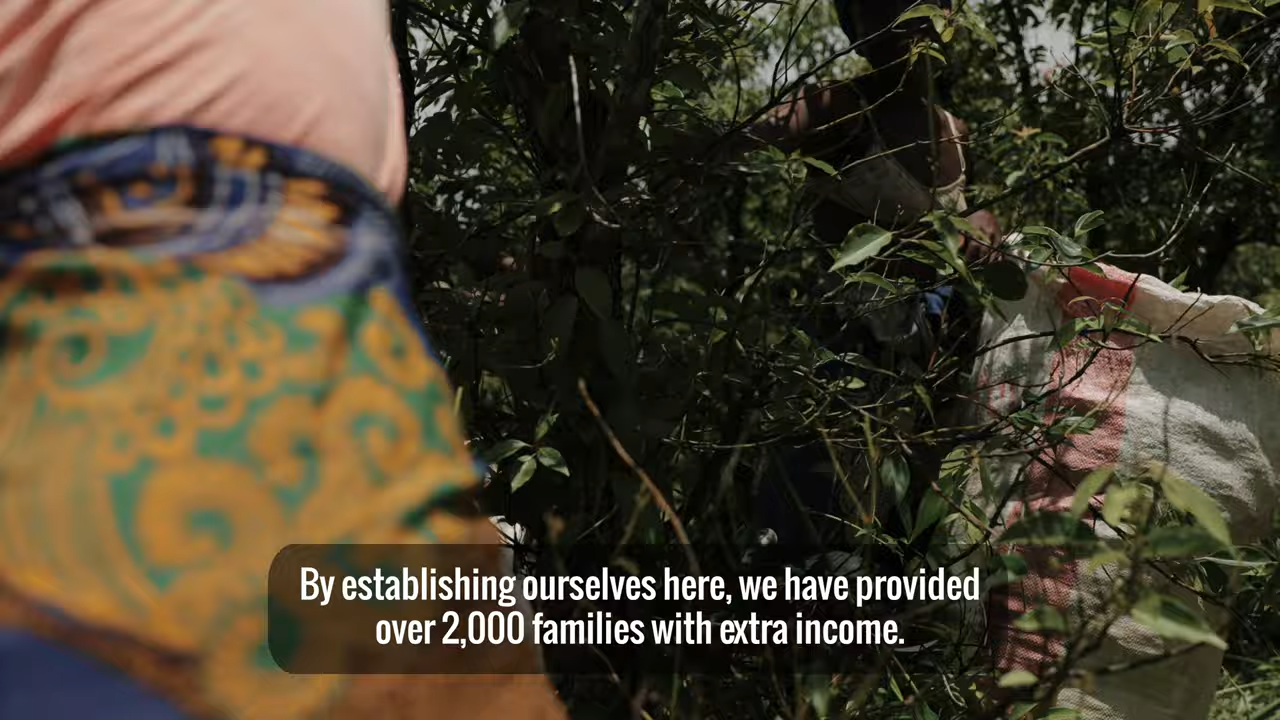 By establishing ourselves here, we have provided
over 2,000 families with extra income.